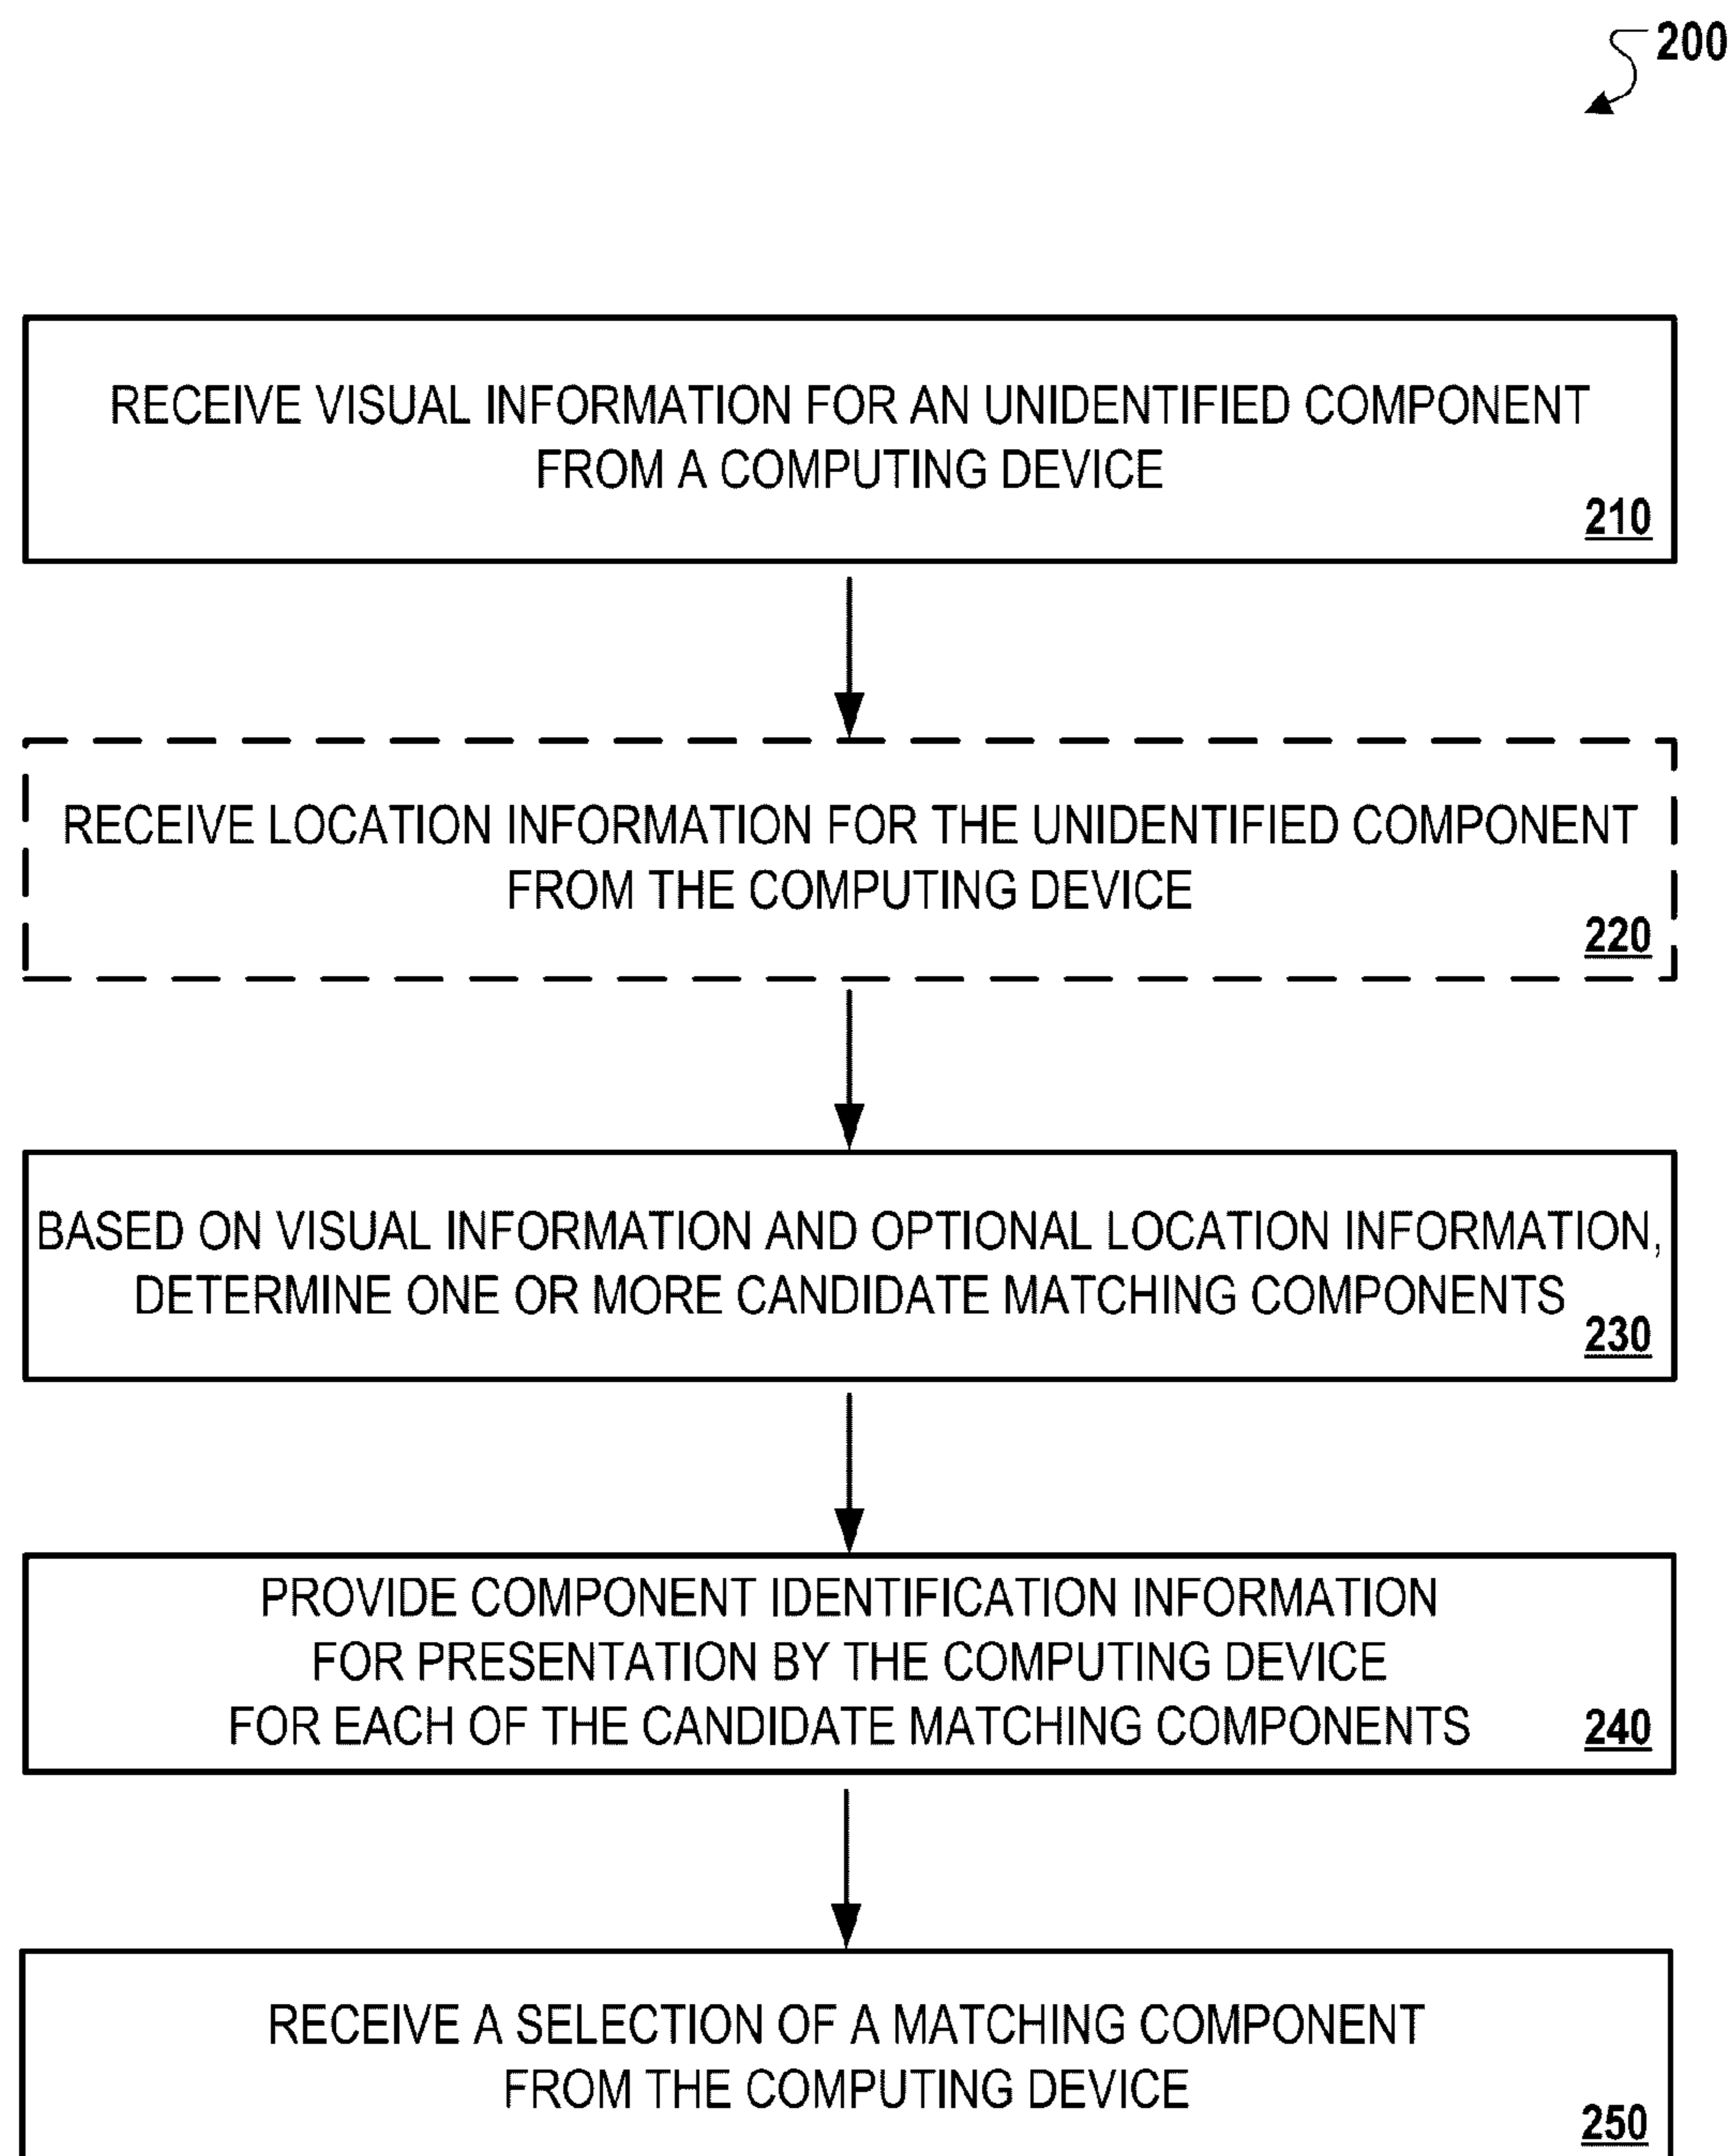 200
RECEIVE VISUAL INFORMATION FOR AN UNIDENTIFIED COMPONENT
FROM A COMPUTING DEVICE
210
RECEIVE LOCATION INFORMATION FOR THE UNIDENTIFIED COMPONENT
FROM THE COMPUTING DEVICE
220
BASED ON VISUAL INFORMATION AND OPTIONAL LOCATION INFORMATION,
DETERMINE ONE OR MORE CANDIDATE MATCHING COMPONENTS
230
PROVIDE COMPONENT IDENTIFICATION INFORMATION
FOR PRESENTATION BY THE COMPUTING DEVICE
FOR EACH OF THE CANDIDATE MATCHING COMPONENTS
240
RECEIVE A SELECTION OF A MATCHING COMPONENT
FROM THE COMPUTING DEVICE
250